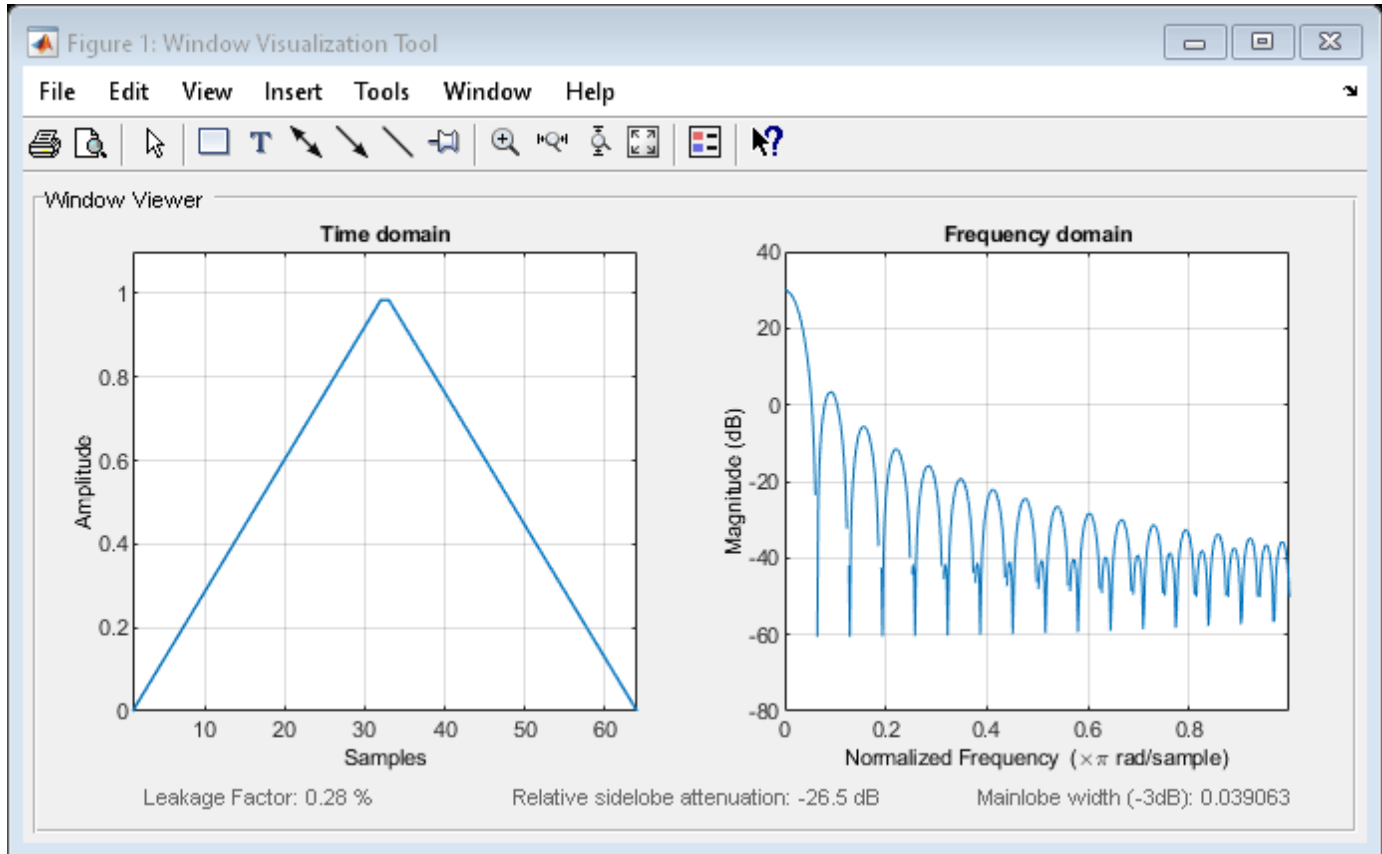 Figure 1: Window Visualization Tool
File Edit View Insert Tools Window Help
T
?
Window Viewer
Time domain
1
0.8
0.6
0.4
0.2
0
Amplitude
10 20 30 40 50 60
Samples
Frequency domain
40
20
0
-20
-40
-60
-80
Magnitude (dB)
0 0.2 0.4 0.6 0.8
Normalized Frequency (×π rad/sample)
Leakage Factor: 0.28 %
Relative sidelobe attenuation: -26.5 dB
Mainlobe width (-3dB): 0.039063